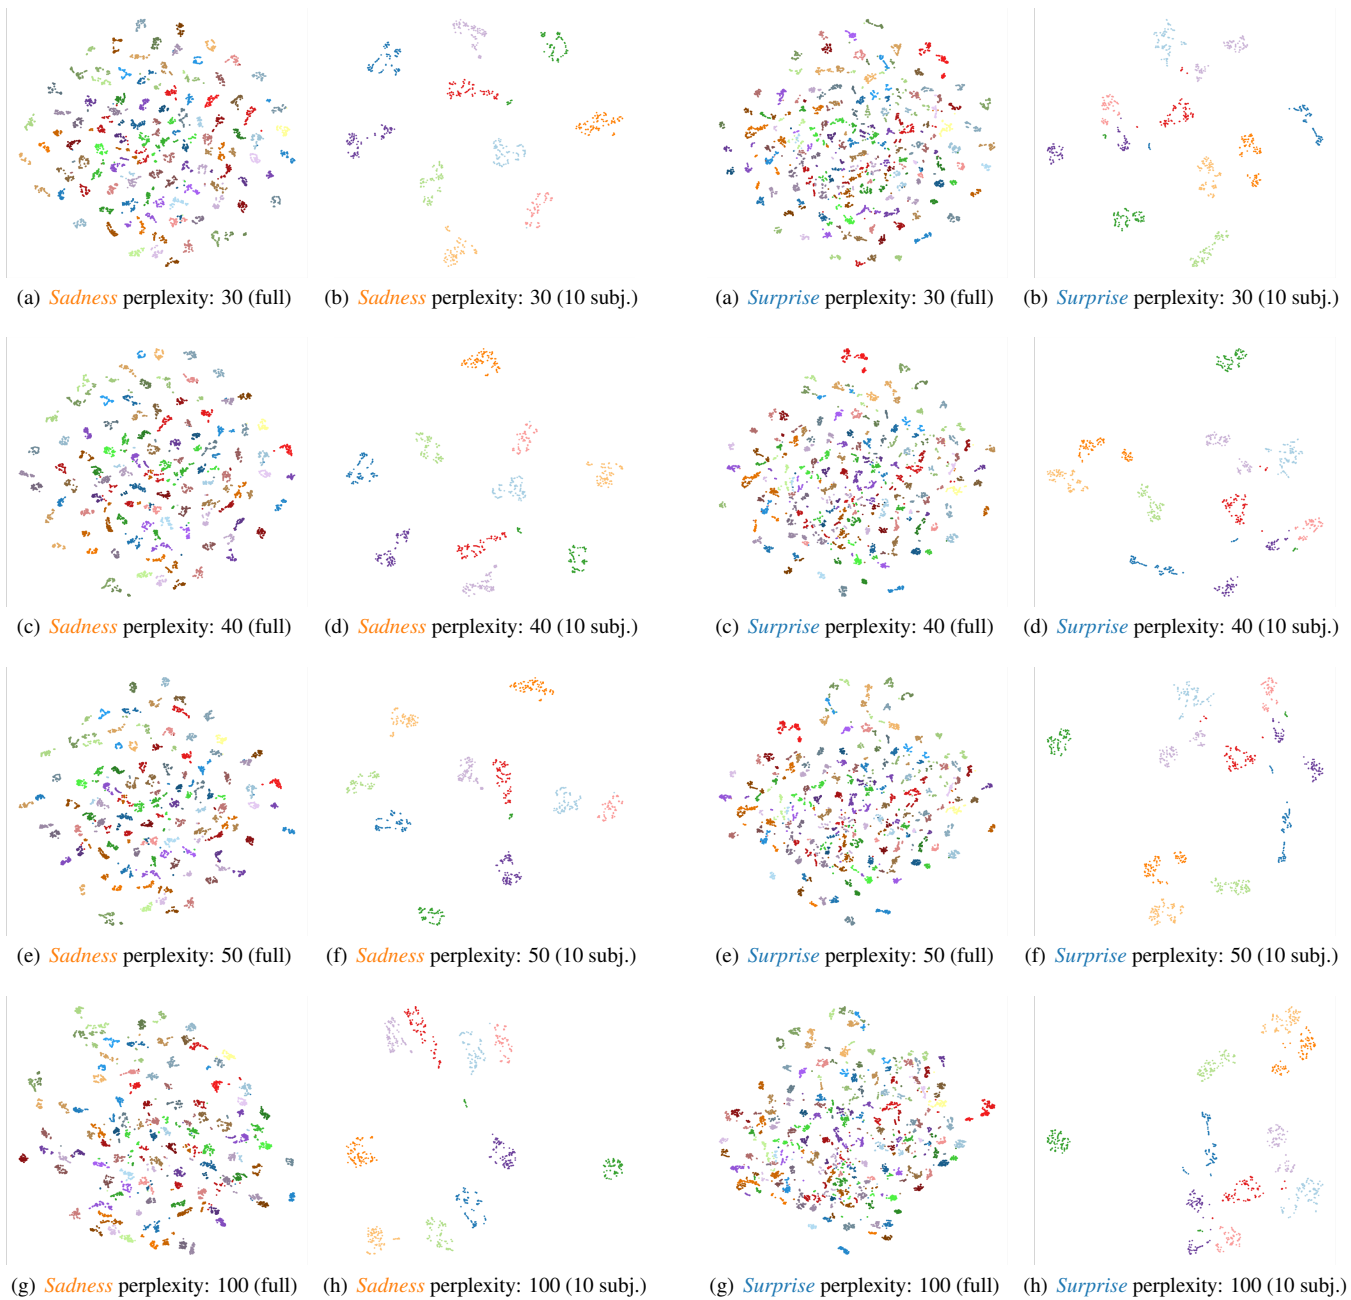 (a) Sadness perplexity: 30 (full)
(b) Sadness perplexity: 30 (10 subj.)
(a) Surprise perplexity: 30 (full)
(b) Surprise perplexity: 30 (10 subj.)
(c) Sadness perplexity: 40 (full)
(d) Sadness perplexity: 40 (10 subj.)
(c) Surprise perplexity: 40 (full)
(d) Surprise perplexity: 40 (10 subj.)
(e) Sadness perplexity: 50 (full)
(f) Sadness perplexity: 50 (10 subj.)
(e) Surprise perplexity: 50 (full)
(f) Surprise perplexity: 50 (10 subj.)
(g) Sadness perplexity: 100 (full)
(h) Sadness perplexity: 100 (10 subj.)
(g) Surprise perplexity: 100 (full)
(h) Surprise perplexity: 100 (10 subj.)